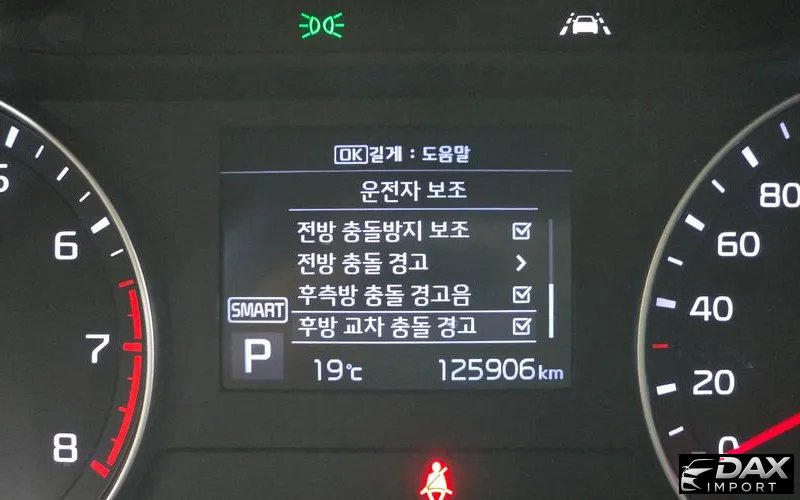 OK길게 : 도움말
운전자 보조
전방 충돌방지 보조
전방 충돌 경고
후측방 충돌 경고음
후방 교차 충돌 경고
SMART
P
19℃
125906km
6
7
8
80
60
40
20
0
DAX
IMPORT